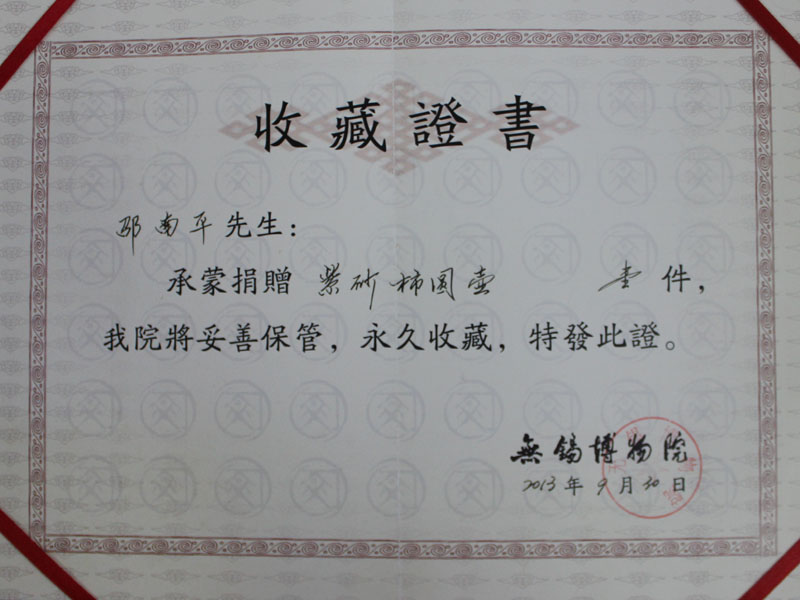 收藏證書
邵南平先生：
承蒙捐贈 紫砂柿圓壺 壹件，
我院將妥善保管，永久收藏，特發此證。
無錫博物院
2013年9月30日